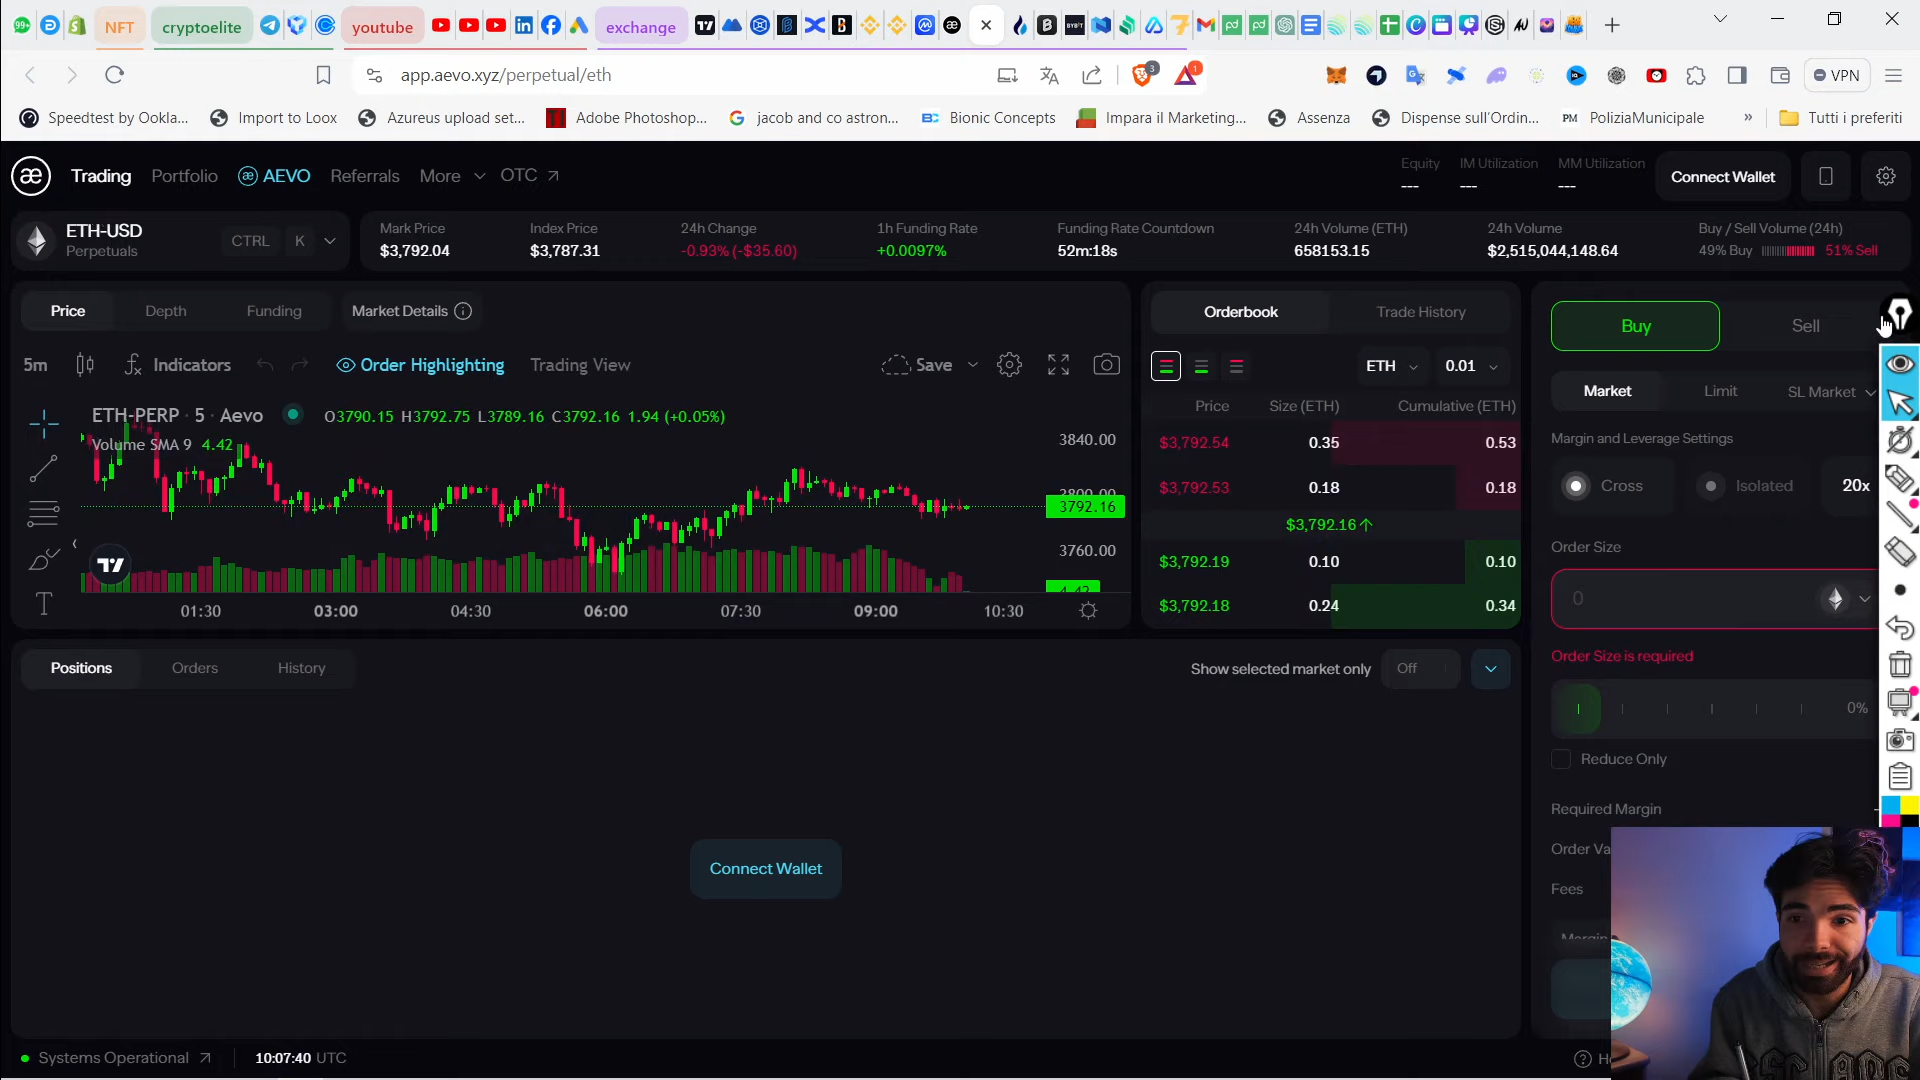 99+
NFT
cryptoelite
youtube
exchange
app.aevo.xyz/perpetual/eth
3
1
VPN
Speedtest by Ookla...
Import to Loox
Azureus upload set...
Adobe Photoshop...
jacob and co astron...
BC Bionic Concepts
Impara il Marketing...
Assenza
Dispense sull'Ordin...
PM PoliziaMunicipale
»
Tutti i preferiti
æ Trading Portfolio æ AEVO Referrals More OTC
Equity
---
IM Utilization
---
MM Utilization
---
Connect Wallet
ETH-USD
Perpetuals
CTRL K
Mark Price
$3,792.04
Index Price
$3,787.31
24h Change
-0.93% (-$35.60)
1h Funding Rate
+0.0097%
Funding Rate Countdown
52m:18s
24h Volume (ETH)
658153.15
24h Volume
$2,515,044,148.64
Buy / Sell Volume (24h)
49% Buy 51% Sell
Price Depth Funding Market Details
5m Indicators Order Highlighting Trading View Save
ETH-PERP · 5 · Aevo O3790.15 H3792.75 L3789.16 C3792.16 1.94 (+0.05%)
Volume SMA 9 4.42
3840.00
3800.00
3792.16
3760.00
4.42
01:30 03:00 04:30 06:00 07:30 09:00 10:30
Orderbook Trade History
ETH 0.01
Price Size (ETH) Cumulative (ETH)
$3,792.54 0.35 0.53
$3,792.53 0.18 0.18
$3,792.16↑
$3,792.19 0.10 0.10
$3,792.18 0.24 0.34
Buy Sell
Market Limit SL Market
Margin and Leverage Settings
Cross Isolated 20x
Order Size
0
Order Size is required
0%
Reduce Only
Required Margin
Order Va
Fees
Margin
Positions Orders History
Show selected market only Off
Connect Wallet
Systems Operational
10:07:40 UTC